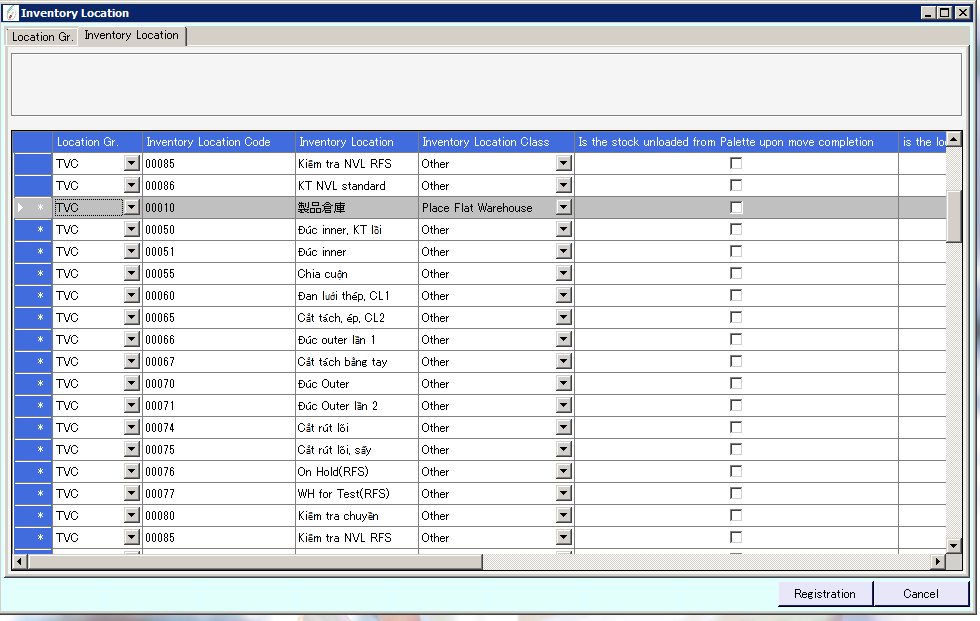 Inventory Location
Location Gr. Inventory Location
Location Gr. Inventory Location Code Inventory Location Inventory Location Class Is the stock unloaded from Palette upon move completion is the lo
TVC 00085 Kiểm tra NVL RFS Other
TVC 00086 KT NVL standard Other
* TVC 00010 製品倉庫 Place Flat Warehouse
* TVC 00050 Đúc inner, KT lõi Other
* TVC 00051 Đúc inner Other
* TVC 00055 Chia cuộn Other
* TVC 00060 Đan lưới thép, CL1 Other
* TVC 00065 Cắt tách, ép, CL2 Other
* TVC 00066 Đúc outer lần 1 Other
* TVC 00067 Cắt tách bằng tay Other
* TVC 00070 Đúc Outer Other
* TVC 00071 Đúc Outer lần 2 Other
* TVC 00074 Cắt rút lõi Other
* TVC 00075 Cắt rút lõi, sấy Other
* TVC 00076 On Hold(RFS) Other
* TVC 00077 WH for Test(RFS) Other
* TVC 00080 Kiểm tra chuyền Other
* TVC 00085 Kiểm tra NVL RFS Other
Registration Cancel